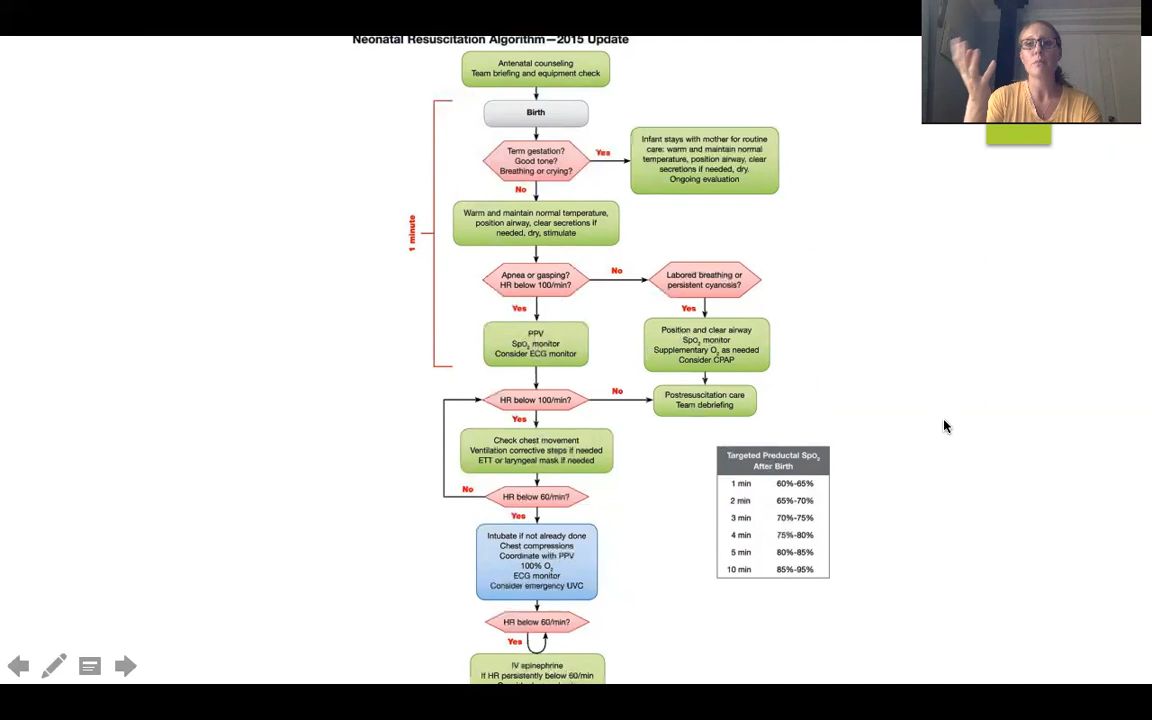 Neonatal Resuscitation Algorithm—2015 Update
Antenatal counseling
Team briefing and equipment check
Birth
Term gestation?
Good tone?
Breathing or crying?
Yes
Infant stays with mother for routine
care: warm and maintain normal
temperature, position airway, clear
secretions if needed, dry.
Ongoing evaluation
No
1 minute
Warm and maintain normal temperature,
position airway, clear secretions if
needed, dry, stimulate
Apnea or gasping?
HR below 100/min?
No
Labored breathing or
persistent cyanosis?
Yes
Yes
PPV
SpO₂ monitor
Consider ECG monitor
Position and clear airway
SpO₂ monitor
Supplementary O₂ as needed
Consider CPAP
HR below 100/min?
No
Postresuscitation care
Team debriefing
Yes
Check chest movement
Ventilation corrective steps if needed
ETT or laryngeal mask if needed
No
HR below 60/min?
Yes
Intubate if not already done
Chest compressions
Coordinate with PPV
100% O₂
ECG monitor
Consider emergency UVC
HR below 60/min?
Yes
IV epinephrine
If HR persistently below 60/min
Targeted Preductal SpO₂
After Birth
1 min 60%-65%
2 min 65%-70%
3 min 70%-75%
4 min 75%-80%
5 min 80%-85%
10 min 85%-95%